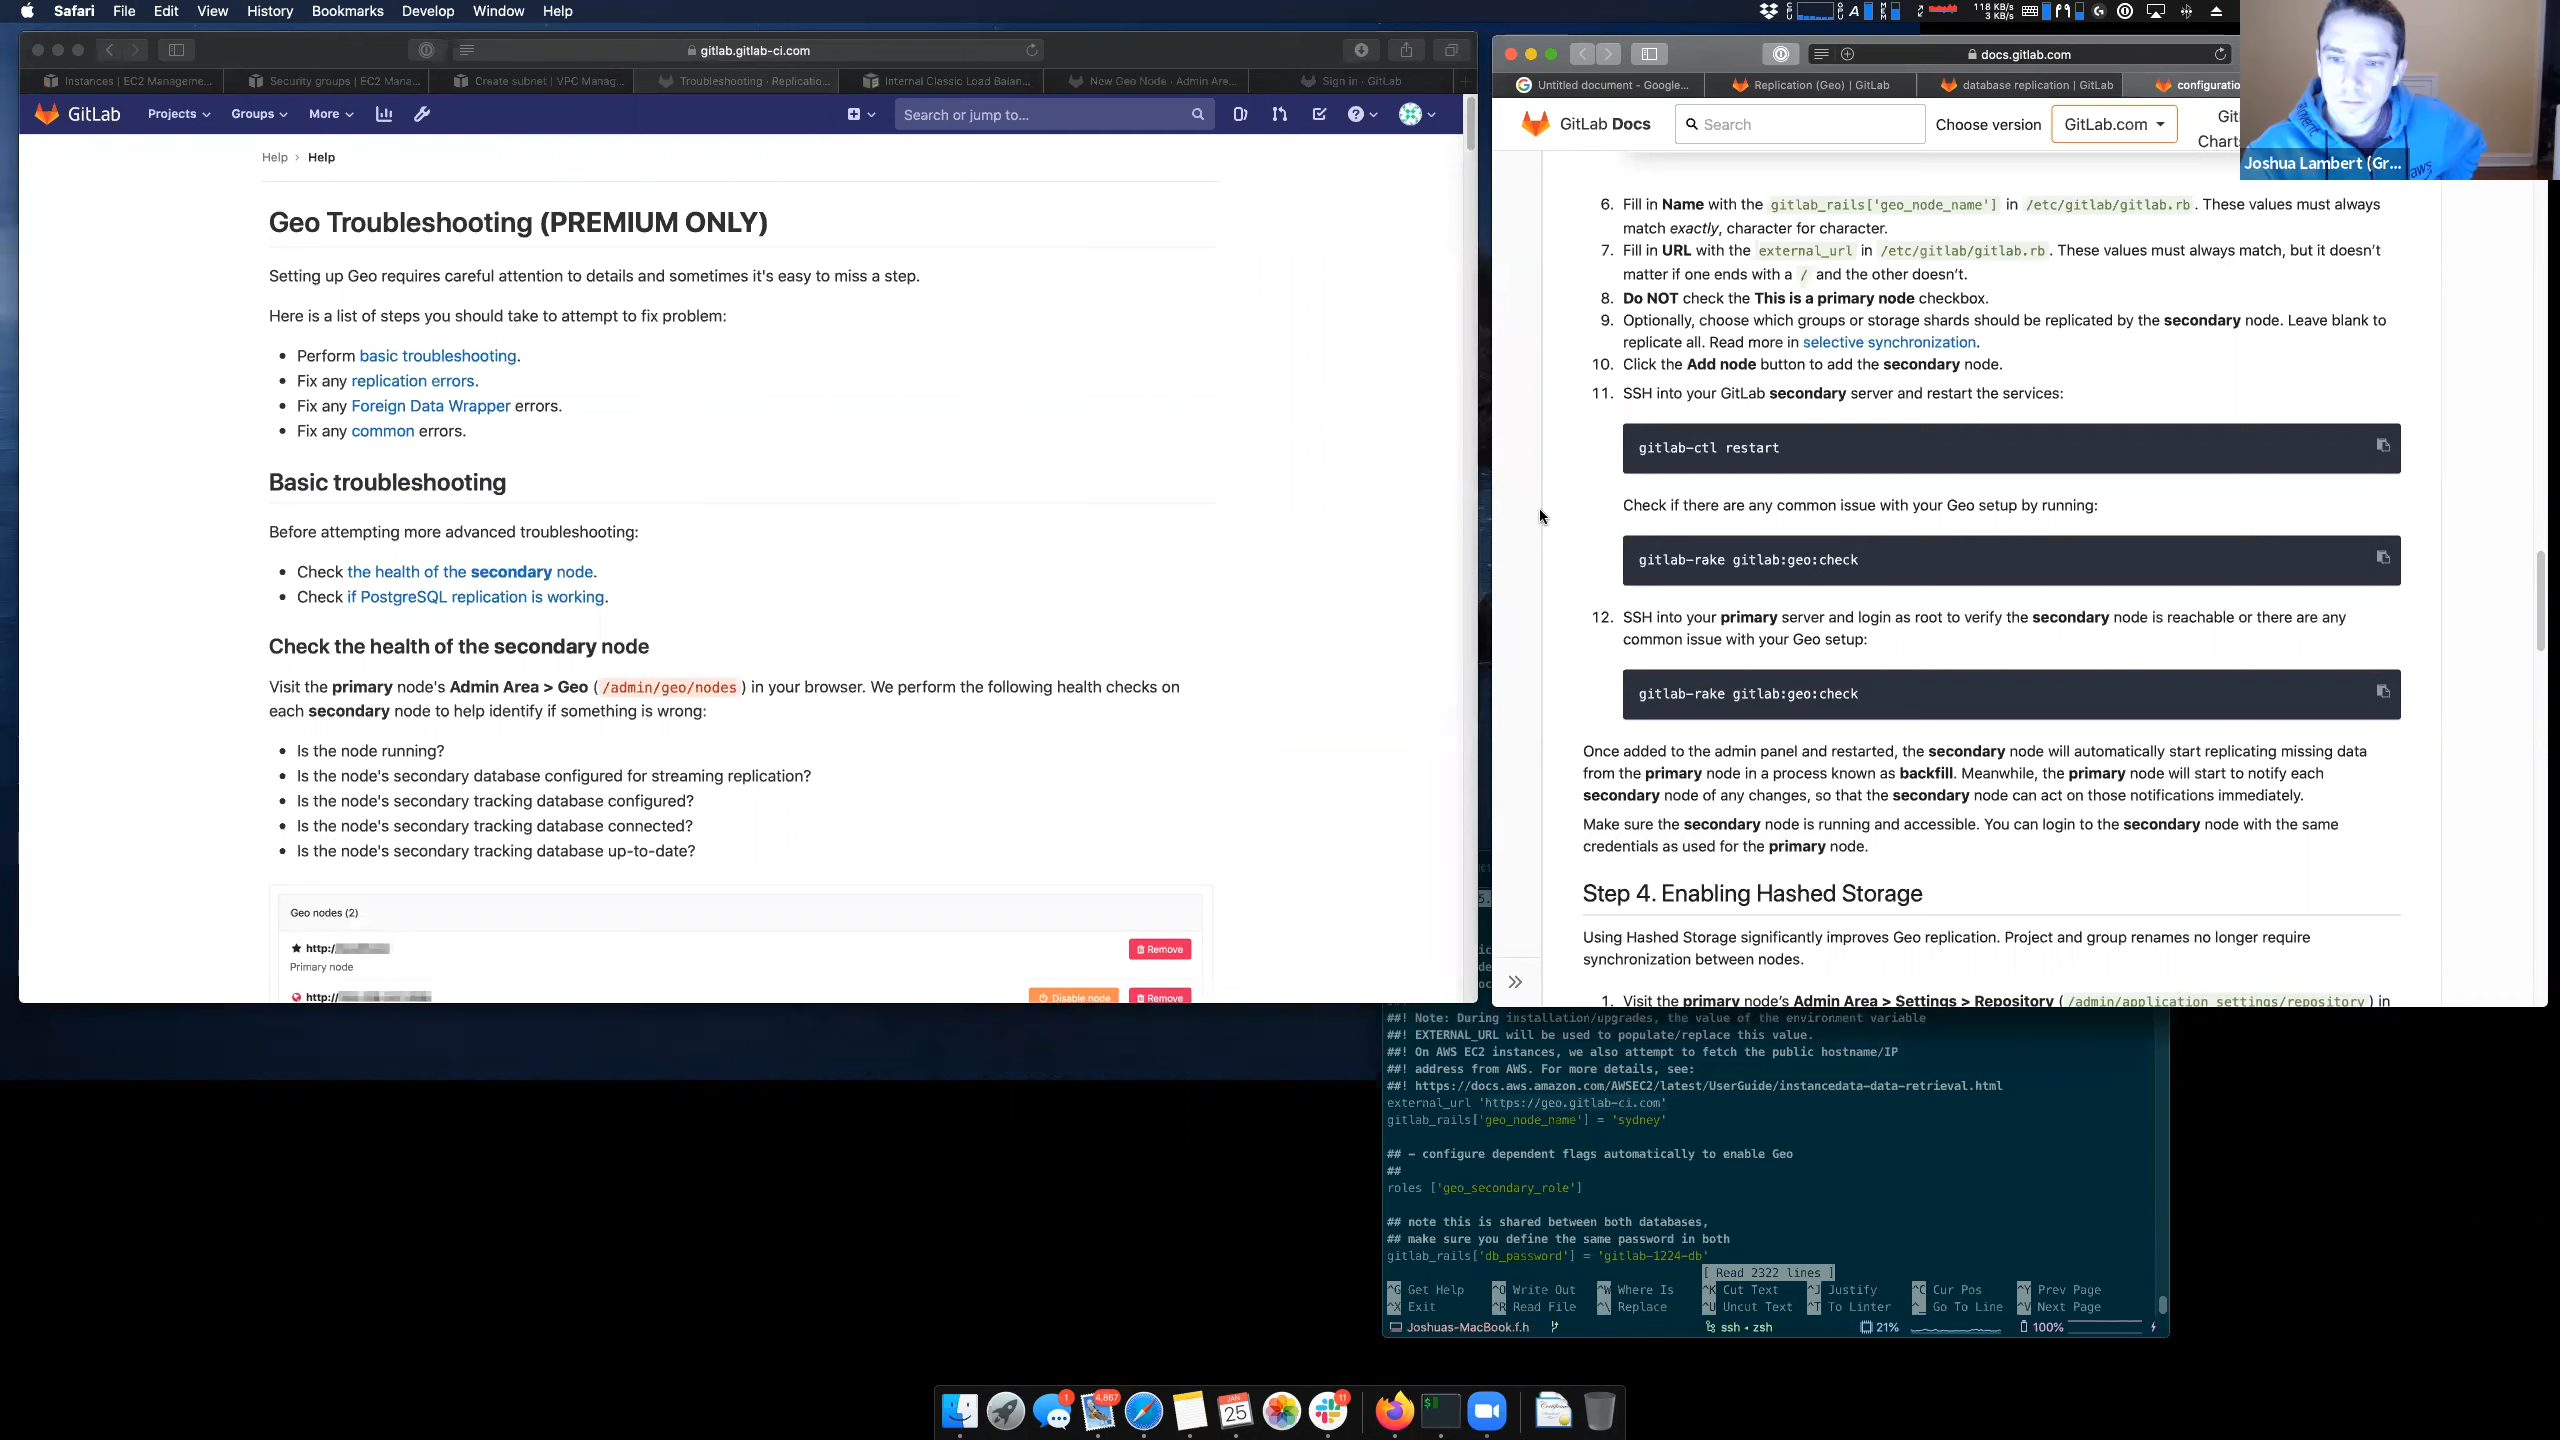 Safari File Edit View History Bookmarks Develop Window Help
118 KB/s
3 KB/s
gitlab.gitlab-ci.com
Instances | EC2 Manageme...
Security groups | EC2 Mana...
Create subnet | VPC Manag...
Troubleshooting · Replicatio...
Internal Classic Load Balan...
New Geo Node · Admin Are...
Sign in · GitLab
GitLab Projects Groups More Search or jump to...
Help › Help
Geo Troubleshooting (PREMIUM ONLY)
Setting up Geo requires careful attention to details and sometimes it's easy to miss a step.
Here is a list of steps you should take to attempt to fix problem:
• Perform basic troubleshooting.
• Fix any replication errors.
• Fix any Foreign Data Wrapper errors.
• Fix any common errors.
Basic troubleshooting
Before attempting more advanced troubleshooting:
• Check the health of the secondary node.
• Check if PostgreSQL replication is working.
Check the health of the secondary node
Visit the primary node's Admin Area > Geo ( /admin/geo/nodes ) in your browser. We perform the following health checks on
each secondary node to help identify if something is wrong:
• Is the node running?
• Is the node's secondary database configured for streaming replication?
• Is the node's secondary tracking database configured?
• Is the node's secondary tracking database connected?
• Is the node's secondary tracking database up-to-date?
Geo nodes (2)
★ http:/
Remove
Primary node
http:/
Disable node Remove
docs.gitlab.com
Untitled document - Google...
Replication (Geo) | GitLab
database replication | GitLab
configuratio
GitLab Docs Search Choose version GitLab.com
Git
Chart
Joshua Lambert (Gr...
6. Fill in Name with the gitlab_rails['geo_node_name'] in /etc/gitlab/gitlab.rb . These values must always
match exactly, character for character.
7. Fill in URL with the external_url in /etc/gitlab/gitlab.rb . These values must always match, but it doesn't
matter if one ends with a / and the other doesn't.
8. Do NOT check the This is a primary node checkbox.
9. Optionally, choose which groups or storage shards should be replicated by the secondary node. Leave blank to
replicate all. Read more in selective synchronization.
10. Click the Add node button to add the secondary node.
11. SSH into your GitLab secondary server and restart the services:
gitlab-ctl restart
Check if there are any common issue with your Geo setup by running:
gitlab-rake gitlab:geo:check
12. SSH into your primary server and login as root to verify the secondary node is reachable or there are any
common issue with your Geo setup:
gitlab-rake gitlab:geo:check
Once added to the admin panel and restarted, the secondary node will automatically start replicating missing data
from the primary node in a process known as backfill. Meanwhile, the primary node will start to notify each
secondary node of any changes, so that the secondary node can act on those notifications immediately.
Make sure the secondary node is running and accessible. You can login to the secondary node with the same
credentials as used for the primary node.
Step 4. Enabling Hashed Storage
Using Hashed Storage significantly improves Geo replication. Project and group renames no longer require
synchronization between nodes.
1. Visit the primary node's Admin Area > Settings > Repository ( /admin/application_settings/repository ) in
##! Note: During installation/upgrades, the value of the environment variable
##! EXTERNAL_URL will be used to populate/replace this value.
##! On AWS EC2 instances, we also attempt to fetch the public hostname/IP
##! address from AWS. For more details, see:
##! https://docs.aws.amazon.com/AWSEC2/latest/UserGuide/instancedata-data-retrieval.html
external_url 'https://geo.gitlab-ci.com'
gitlab_rails['geo_node_name'] = 'sydney'
## - configure dependent flags automatically to enable Geo
##
roles ['geo_secondary_role']
## note this is shared between both databases,
## make sure you define the same password in both
gitlab_rails['db_password'] = 'gitlab-1224-db'
[ Read 2322 lines ]
^G Get Help ^O Write Out ^W Where Is ^K Cut Text ^J Justify ^C Cur Pos ^Y Prev Page
^X Exit ^R Read File ^\ Replace ^U Uncut Text ^T To Linter ^_ Go To Line ^V Next Page
Joshuas-MacBook.f.h ssh • zsh 21% 100%
1
4,867
JAN
25
11